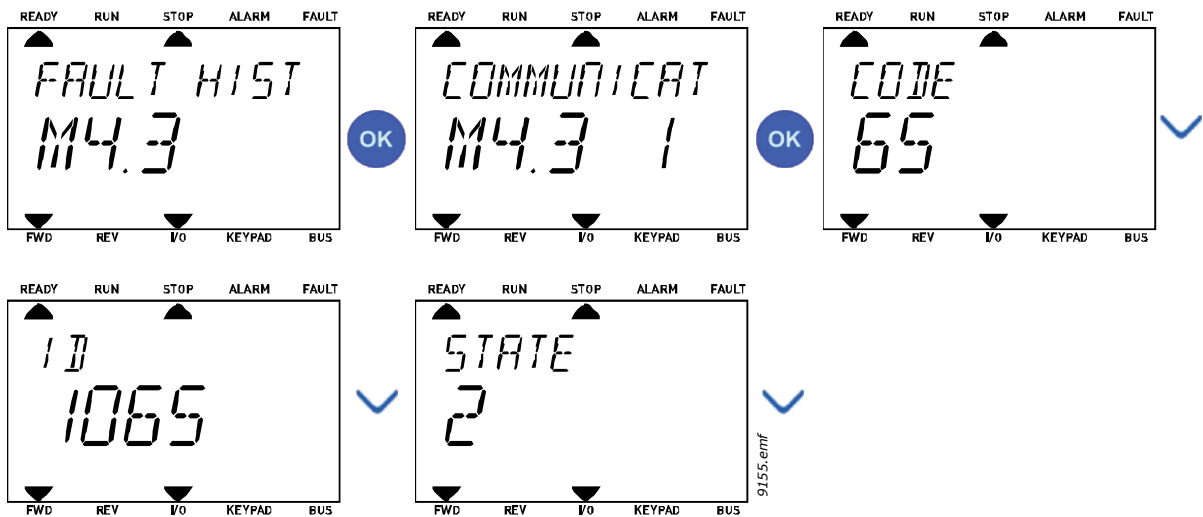 READY RUN STOP ALARM FAULT
FAULT HIST
M4.3
FWD REV I/O KEYPAD BUS
OK
READY RUN STOP ALARM FAULT
COMMUNICAT
M4.3 1
FWD REV I/O KEYPAD BUS
OK
READY RUN STOP ALARM FAULT
CODE
65
FWD REV I/O KEYPAD BUS
READY RUN STOP ALARM FAULT
ID
1065
FWD REV I/O KEYPAD BUS
READY RUN STOP ALARM FAULT
STATE
2
FWD REV I/O KEYPAD BUS
9155.emf